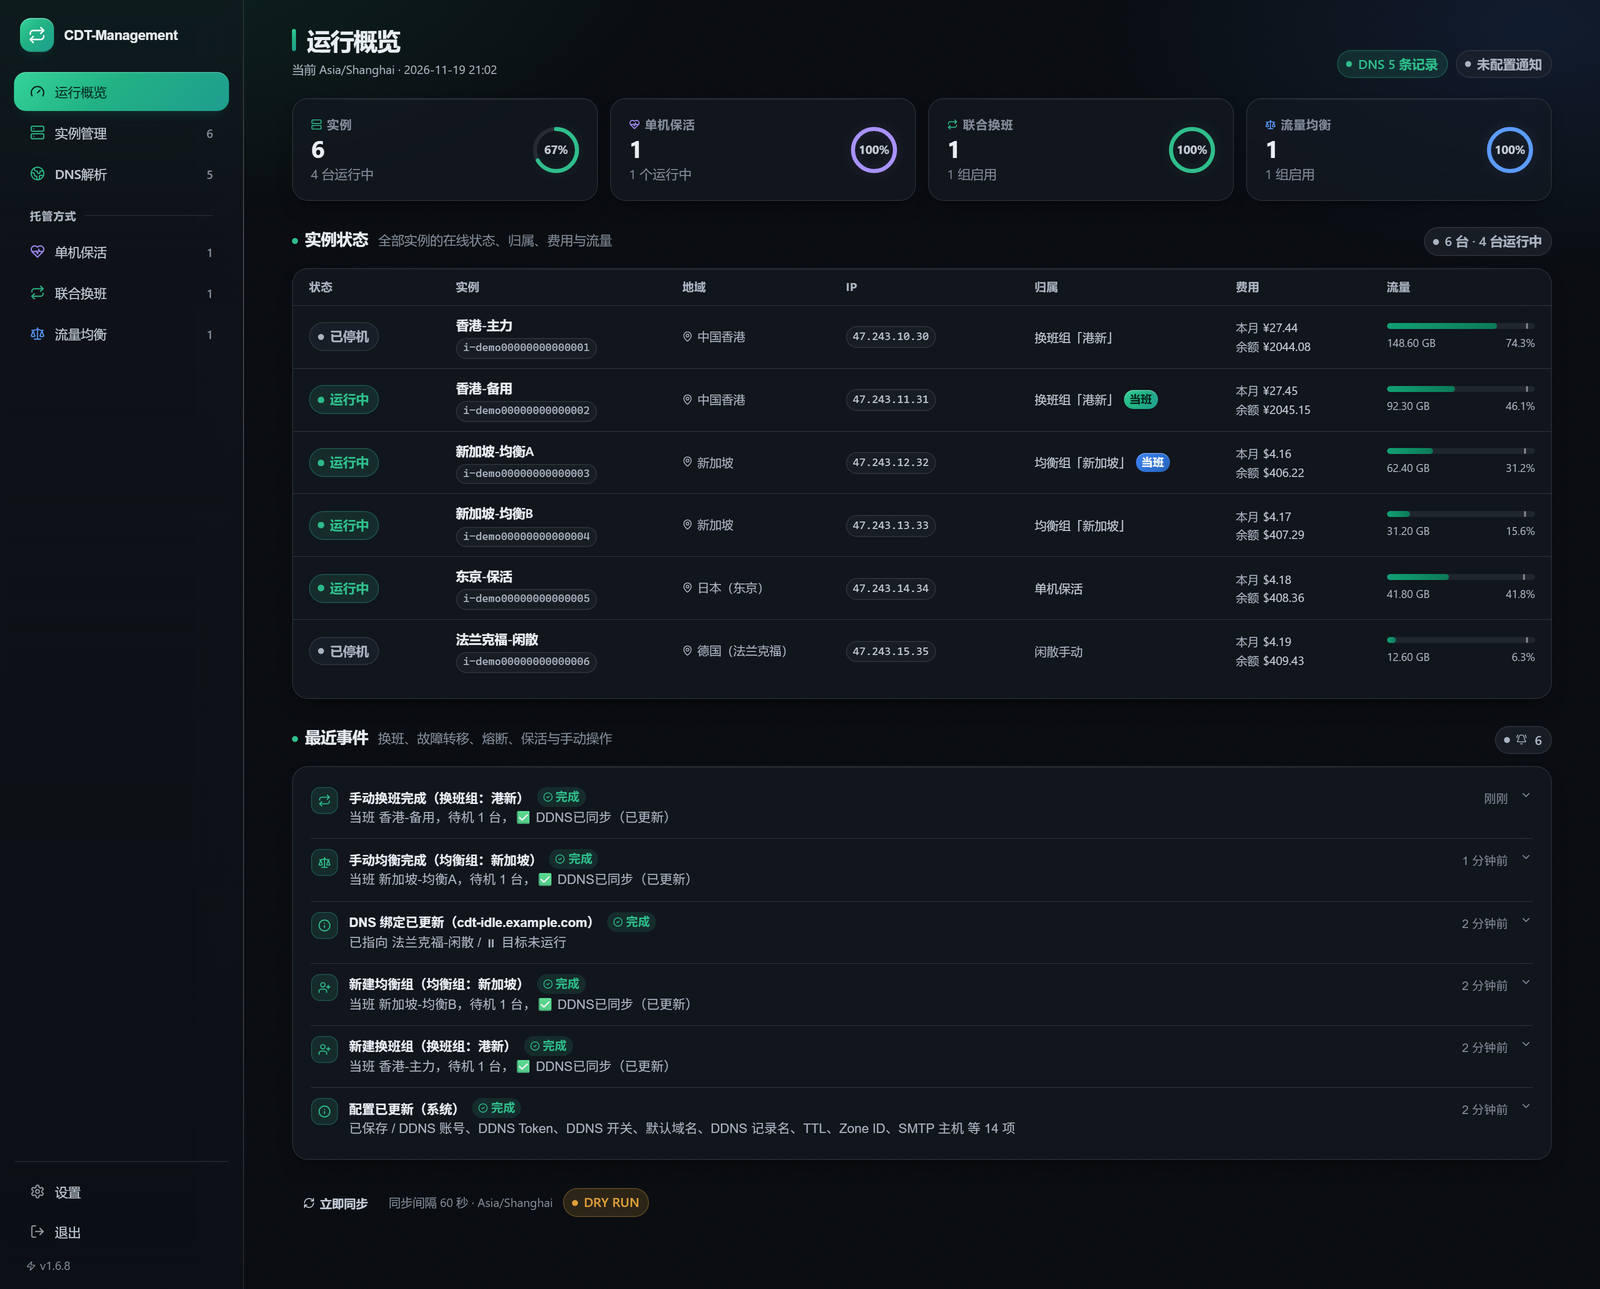 CDT-Management
运行概览
实例管理 6
DNS解析 5
托管方式
单机保活 1
联合换班 1
流量均衡 1
设置
退出
v1.6.8
运行概览
当前 Asia/Shanghai · 2026-11-19 21:02
DNS 5 条记录
未配置通知
实例
6
4 台运行中
67%
单机保活
1
1 个运行中
100%
联合换班
1
1 组启用
100%
流量均衡
1
1 组启用
100%
实例状态 全部实例的在线状态、归属、费用与流量
6 台 · 4 台运行中
状态 实例 地域 IP 归属 费用 流量
已停机 香港-主力 i-demo00000000000001 中国香港 47.243.10.30 换班组「港新」 本月 ¥27.44 余额 ¥2044.08 148.60 GB 74.3%
运行中 香港-备用 i-demo00000000000002 中国香港 47.243.11.31 换班组「港新」 当班 本月 ¥27.45 余额 ¥2045.15 92.30 GB 46.1%
运行中 新加坡-均衡A i-demo00000000000003 新加坡 47.243.12.32 均衡组「新加坡」 当班 本月 $4.16 余额 $406.22 62.40 GB 31.2%
运行中 新加坡-均衡B i-demo00000000000004 新加坡 47.243.13.33 均衡组「新加坡」 本月 $4.17 余额 $407.29 31.20 GB 15.6%
运行中 东京-保活 i-demo00000000000005 日本（东京） 47.243.14.34 单机保活 本月 $4.18 余额 $408.36 41.80 GB 41.8%
已停机 法兰克福-闲散 i-demo00000000000006 德国（法兰克福） 47.243.15.35 闲散手动 本月 $4.19 余额 $409.43 12.60 GB 6.3%
最近事件 换班、故障转移、熔断、保活与手动操作
6
手动换班完成（换班组：港新） 完成 刚刚
当班 香港-备用，待机 1 台，✅ DDNS已同步（已更新）
手动均衡完成（均衡组：新加坡） 完成 1 分钟前
当班 新加坡-均衡A，待机 1 台，✅ DDNS已同步（已更新）
DNS 绑定已更新（cdt-idle.example.com） 完成 2 分钟前
已指向 法兰克福-闲散 / ⏸ 目标未运行
新建均衡组（均衡组：新加坡） 完成 2 分钟前
当班 新加坡-均衡B，待机 1 台，✅ DDNS已同步（已更新）
新建换班组（换班组：港新） 完成 2 分钟前
当班 香港-主力，待机 1 台，✅ DDNS已同步（已更新）
配置已更新（系统） 完成 2 分钟前
已保存 / DDNS 账号、DDNS Token、DDNS 开关、默认域名、DDNS 记录名、TTL、Zone ID、SMTP 主机 等 14 项
立即同步 同步间隔 60 秒 · Asia/Shanghai DRY RUN